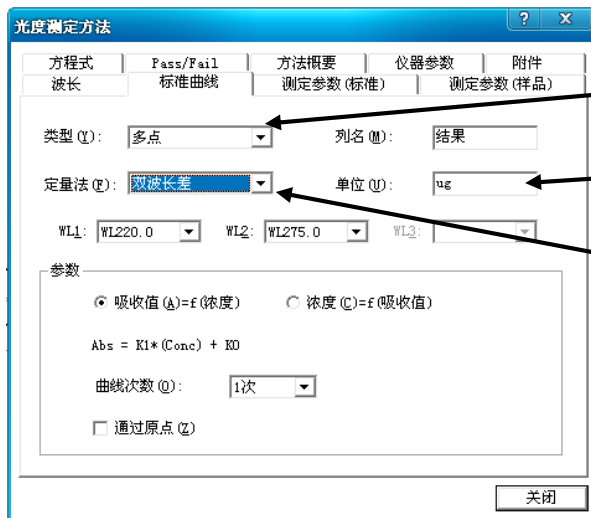 光度测定方法
方程式 Pass/Fail 方法概要 仪器参数 附件
波长 标准曲线 测定参数(标准) 测定参数(样品)
类型(Y): 多点 列名(M): 结果
定量法(F): 双波长差 单位(U): ug
WL1: WL220.0 WL2: WL275.0 WL3:
参数
吸收值(A)=f(浓度) 浓度(C)=f(吸收值)
Abs = K1*(Conc) + K0
曲线次数(O): 1次
通过原点(Z)
关闭